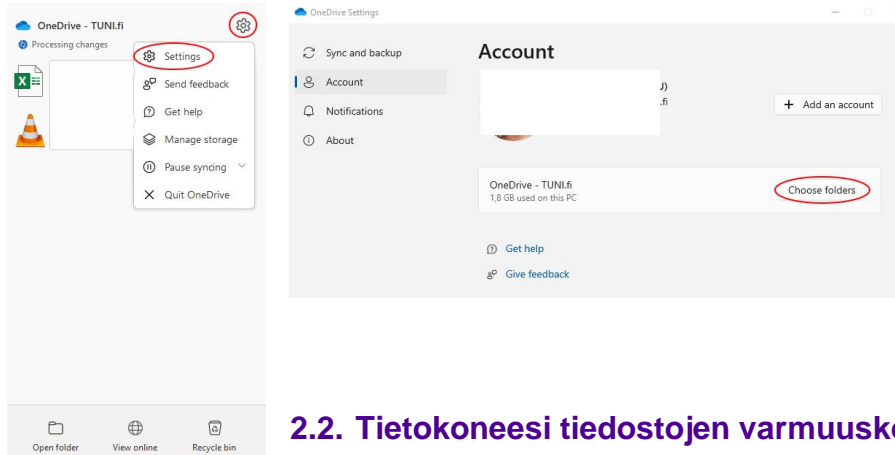 OneDrive - TUNI.fi
Processing changes
Settings
Send feedback
Get help
Manage storage
Pause syncing
Quit OneDrive
Open folder
View online
Recycle bin
OneDrive Settings
Sync and backup
Account
Notifications
About
Account
J)
.fi
+ Add an account
OneDrive - TUNI.fi
1,8 GB used on this PC
Choose folders
Get help
Give feedback
2.2. Tietokoneesi tiedostojen